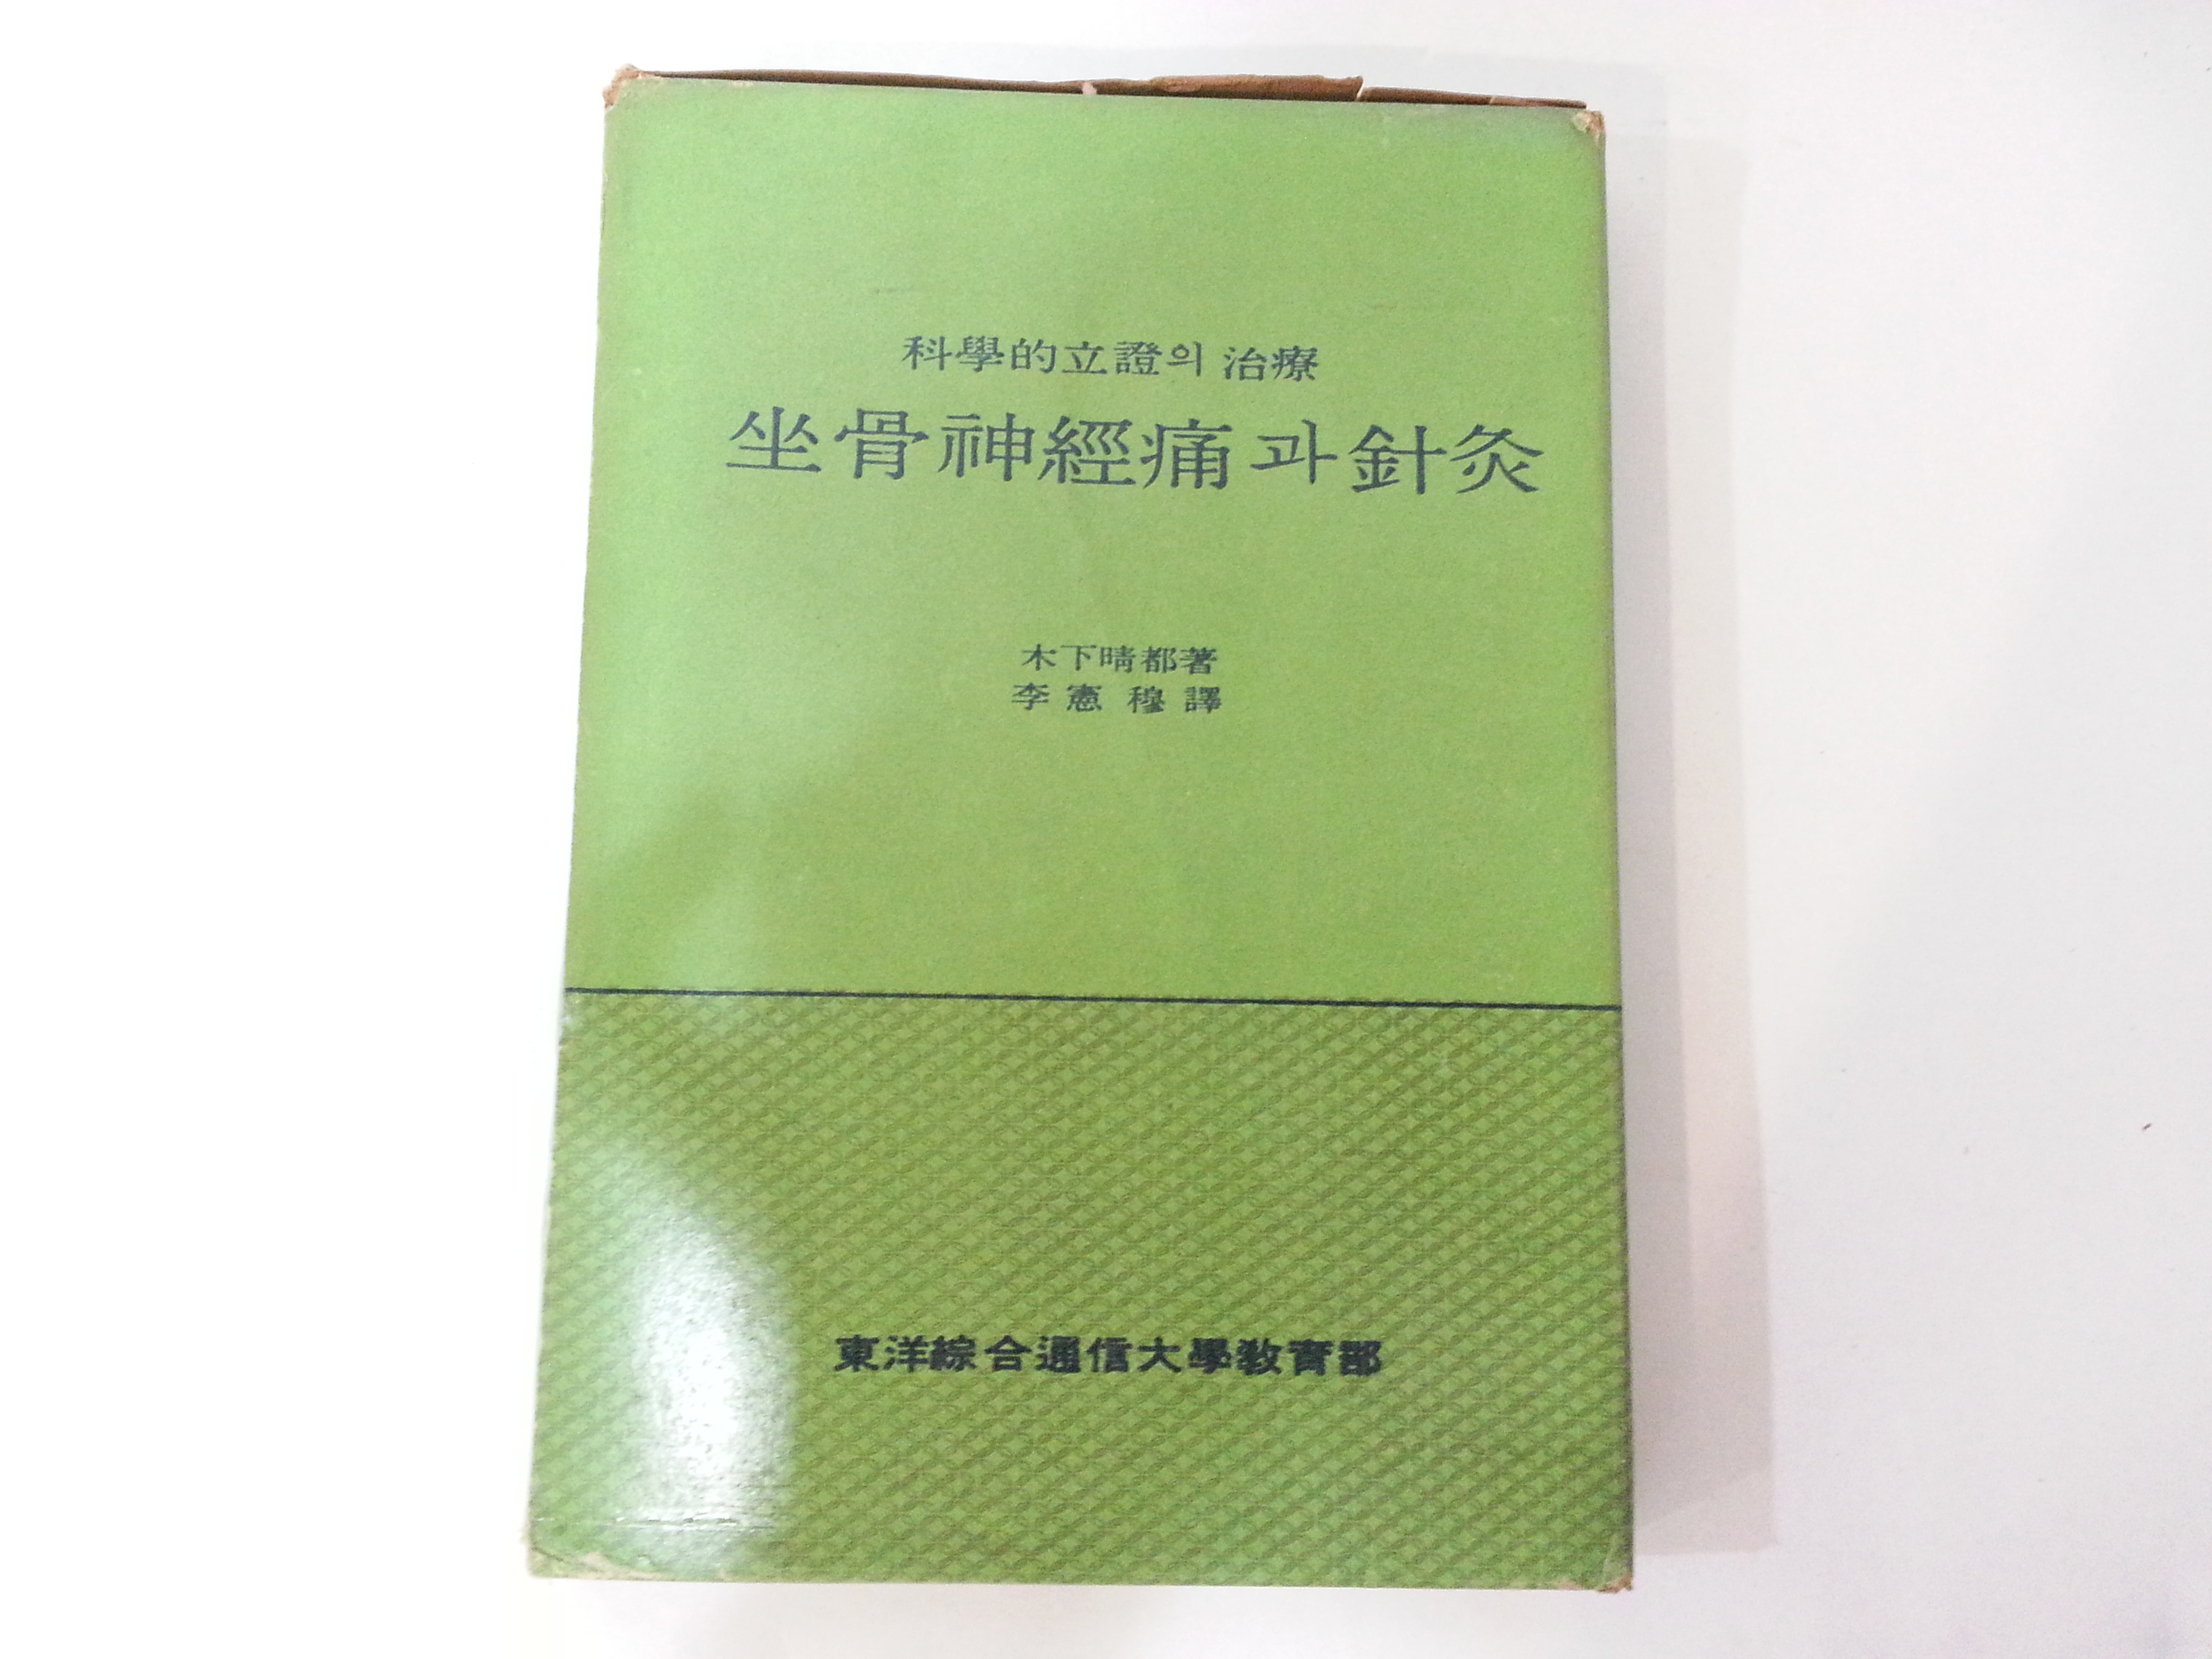 科學的立證의 治療
坐骨神經痛과 針灸
木下晴都著
李憲穆譯
東洋綜合通信大學敎育部